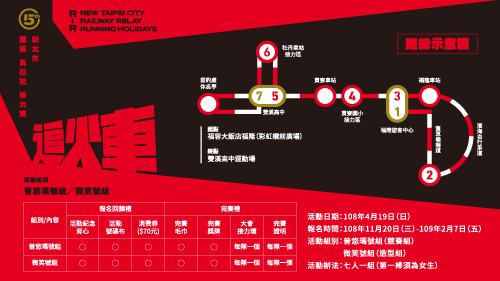 15th
NEW TAIPEI CITY
RAILWAY RELAY
RUNNING HOLIDAYS
R
I
R
新北市
鐵道 馬拉松 接力賽
路線示意圖
追火車
牡丹車站
接力區
6
逛豹慮
休息亭
貢寮車站
福隆車站
7 5
4
3
1
2
雙溪高中
貢寮國小
接力區
福隆遊客中心
舊草嶺隧道
濱海自行車道
起點
福容大飯店福隆(彩虹橋前廣場)
終點
雙溪高中運動場
活動組別
普悠瑪號組／微笑號組
組別/內容
報名回饋禮
完賽禮
活動紀念
背心
活動
號碼布
消費券
($70元)
完賽
毛巾
完賽
獎牌
大會
接力環
完賽
證明
普悠瑪號組 ○ ○ ○ ○ ○ 每隊一個 每隊一張
微笑號組 ○ ○ ○ ○ ○ 每隊一個 每隊一張
活動日期：108年4月19日(日)
報名時間：108年11月20日(三)-109年2月7日(五)
活動組別：普悠瑪號組(競賽組)
微笑號組(造型組)
活動辦法：七人一組(第一棒須為女生)